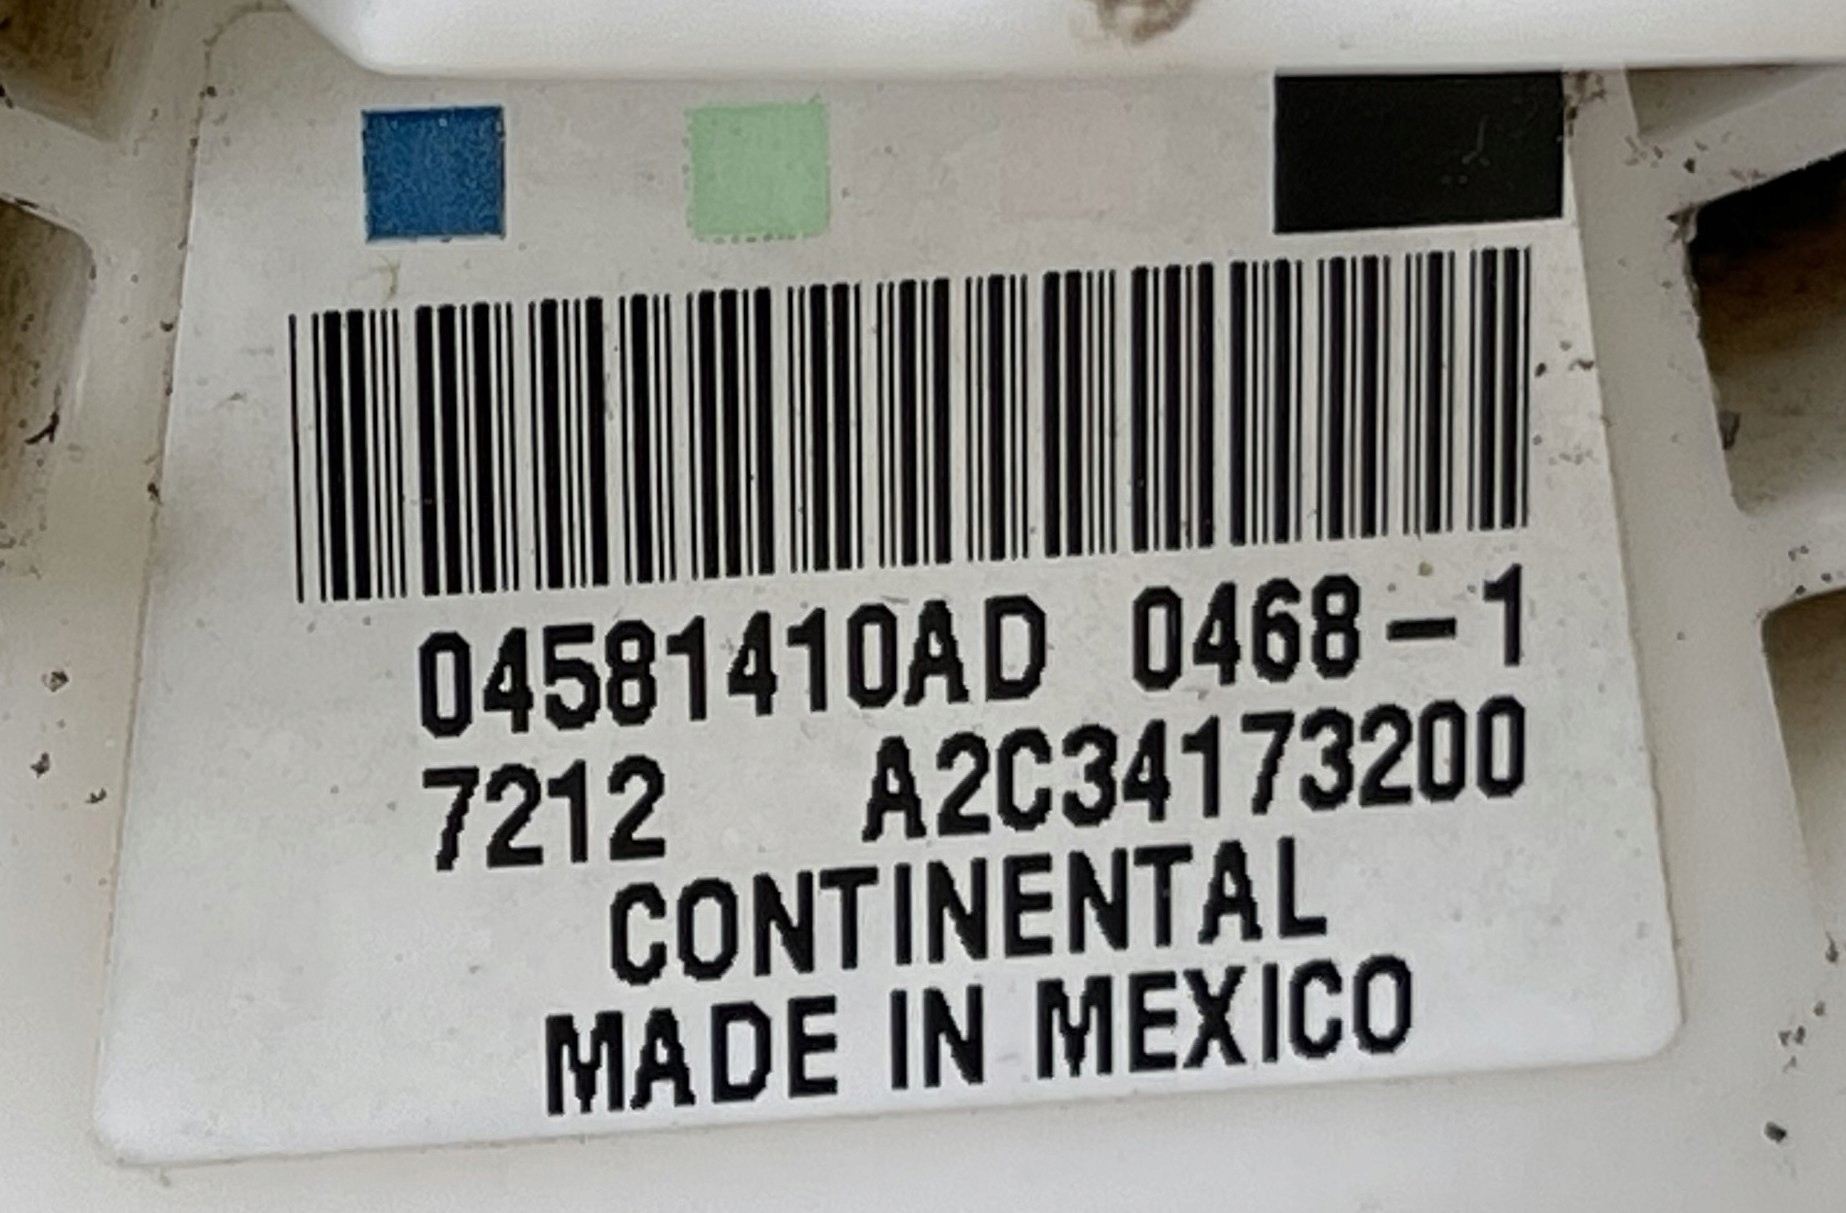 04581410AD 0468-1
7212 A2C34173200
CONTINENTAL
MADE IN MEXICO